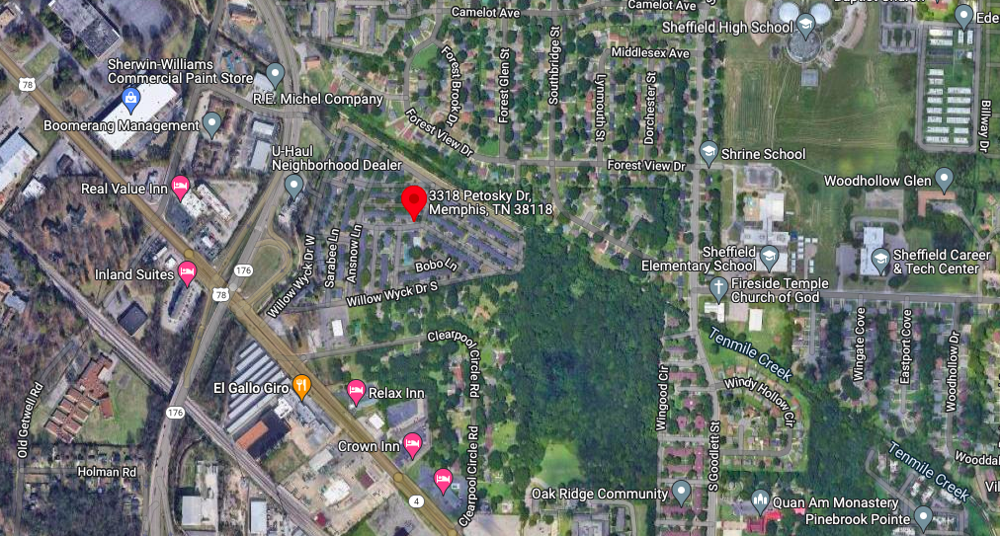 Camelot Ave
Camelot Ave
Sheffield High School
Baptist Church
Ede
78
Sherwin-Williams
Commercial Paint Store
R.E. Michel Company
Boomerang Management
Forest Brook Dr
Forest Glen St
Southbridge St
Middlesex Ave
Lynmouth St
Dorchester St
Billway Dr
Forest View Dr
Forest View Dr
Shrine School
U-Haul
Neighborhood Dealer
Real Value Inn
Woodhollow Glen
3318 Petosky Dr,
Memphis, TN 38118
Willow Wyck Dr W
Sarabee Ln
Ansnow Ln
Bobo Ln
Willow Wyck Dr S
Inland Suites
176
78
Sheffield
Elementary School
Sheffield Career
& Tech Center
Fireside Temple
Church of God
Clearpool Circle Rd
Tenmile Creek
Wingate Cove
Eastport Cove
Woodhollow Dr
El Gallo Giro
Relax Inn
Wingood Cir
Windy Hollow Cir
Old Getwell Rd
176
Crown Inn
S Goodlett St
Clearpool Circle Rd
Holman Rd
4
Oak Ridge Community
Quan Am Monastery
Pinebrook Pointe
Tenmile Creek
Wooddal
Vil